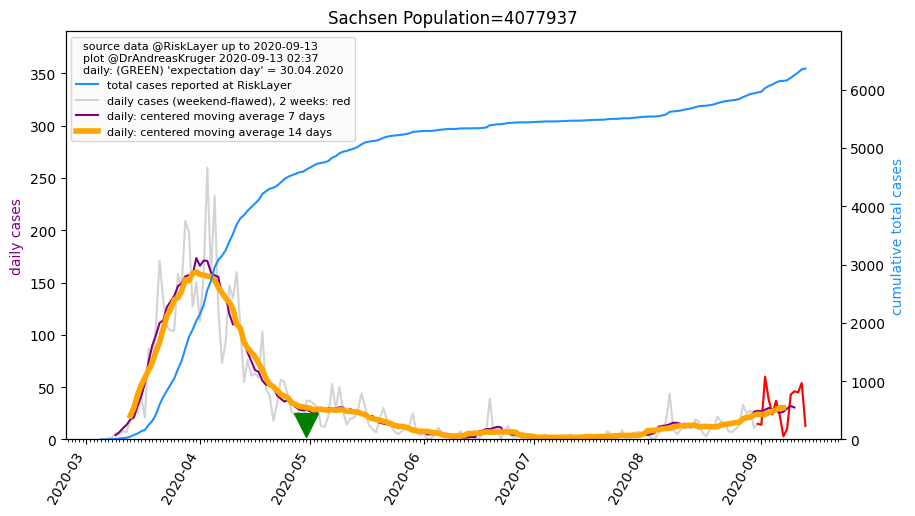 Sachsen Population=4077937
source data @RiskLayer up to 2020-09-13
plot @DrAndreasKruger 2020-09-13 02:37
daily: (GREEN) 'expectation day' = 30.04.2020
total cases reported at RiskLayer
daily cases (weekend-flawed), 2 weeks: red
daily: centered moving average 7 days
daily: centered moving average 14 days
daily cases
350
300
250
200
150
100
50
0
cumulative total cases
6000
5000
4000
3000
2000
1000
0
2020-03
2020-04
2020-05
2020-06
2020-07
2020-08
2020-09